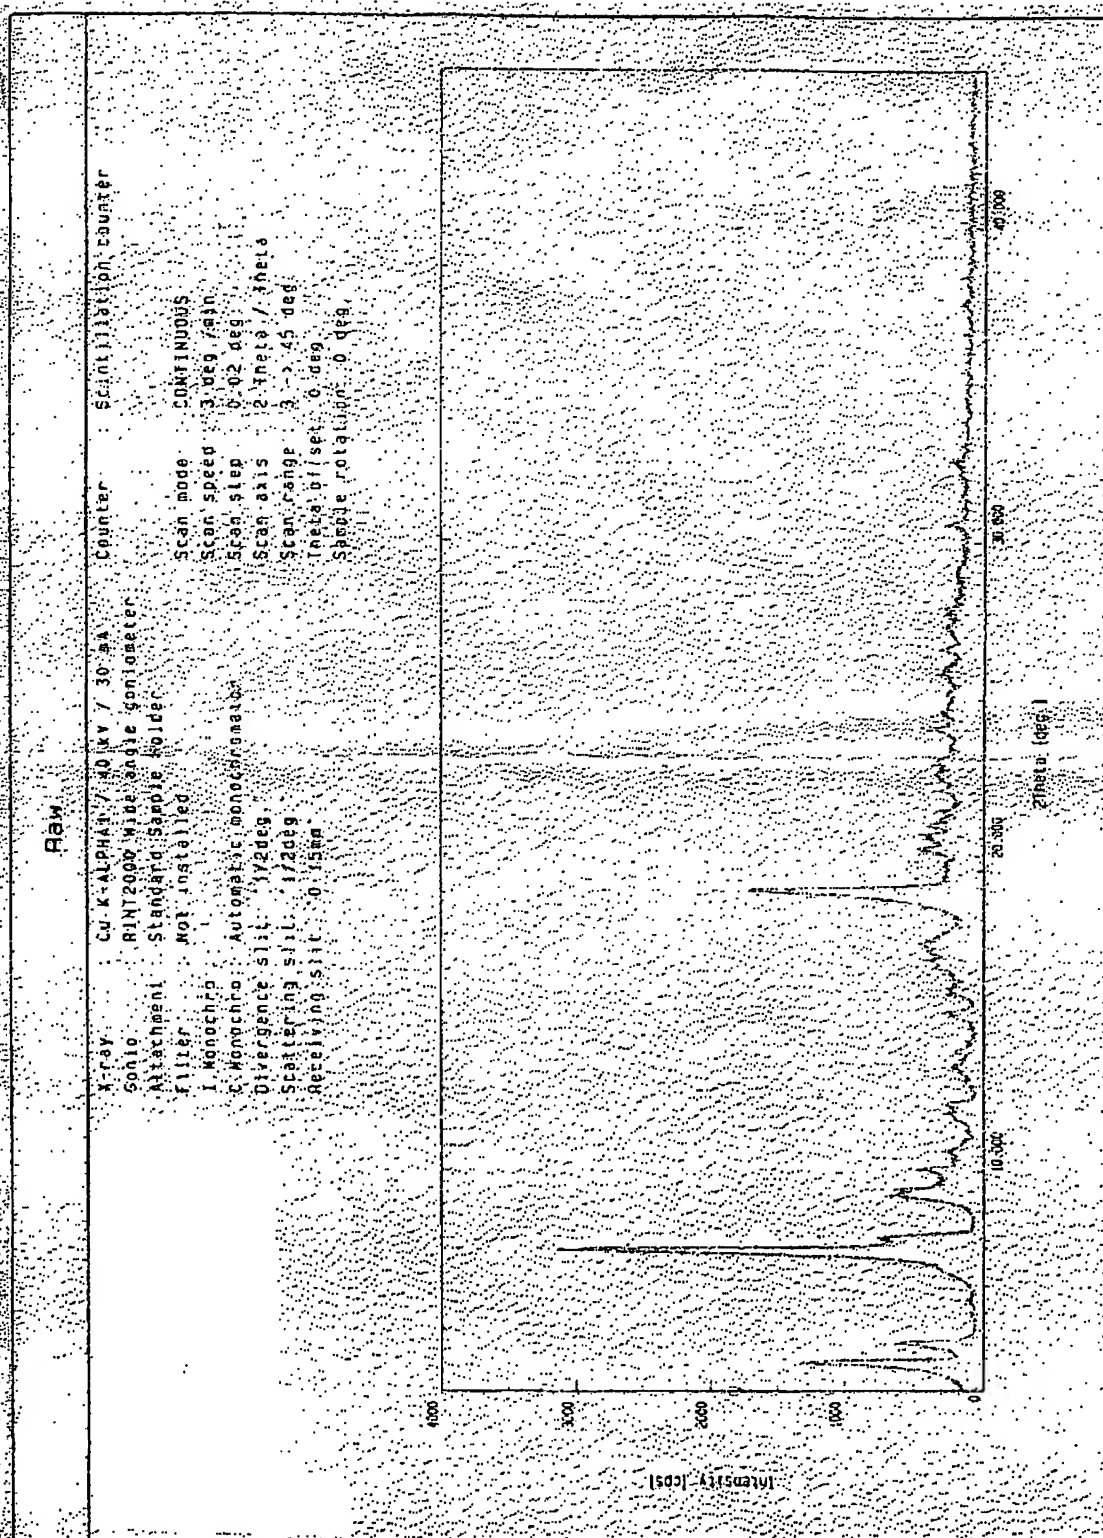 Raw
X-ray : Cu K-ALPHA1 / 40 kV / 30 mA
Gonio : RINT2000 Wide angle goniometer
Attachment : Standard Sample Holder
Filter : Not installed
I Monochro :
C Monochro : Automatic monochromator
Divergence slit : 1/2deg.
Scattering slit : 1/2deg.
Receiving slit : 0.15mm
Counter : Scintillation counter
Scan mode : CONTINUOUS
Scan speed : 3 deg./min
Scan step : 0.02 deg.
Scan axis : 2 Theta / Theta
Scan range : 3 -> 45 deg.
Theta offset : 0 deg.
Sample rotation : 0 deg.
Intensity [cps]
4000
3000
2000
1000
0
10.000
20.000
30.000
40.000
2Theta [deg.]